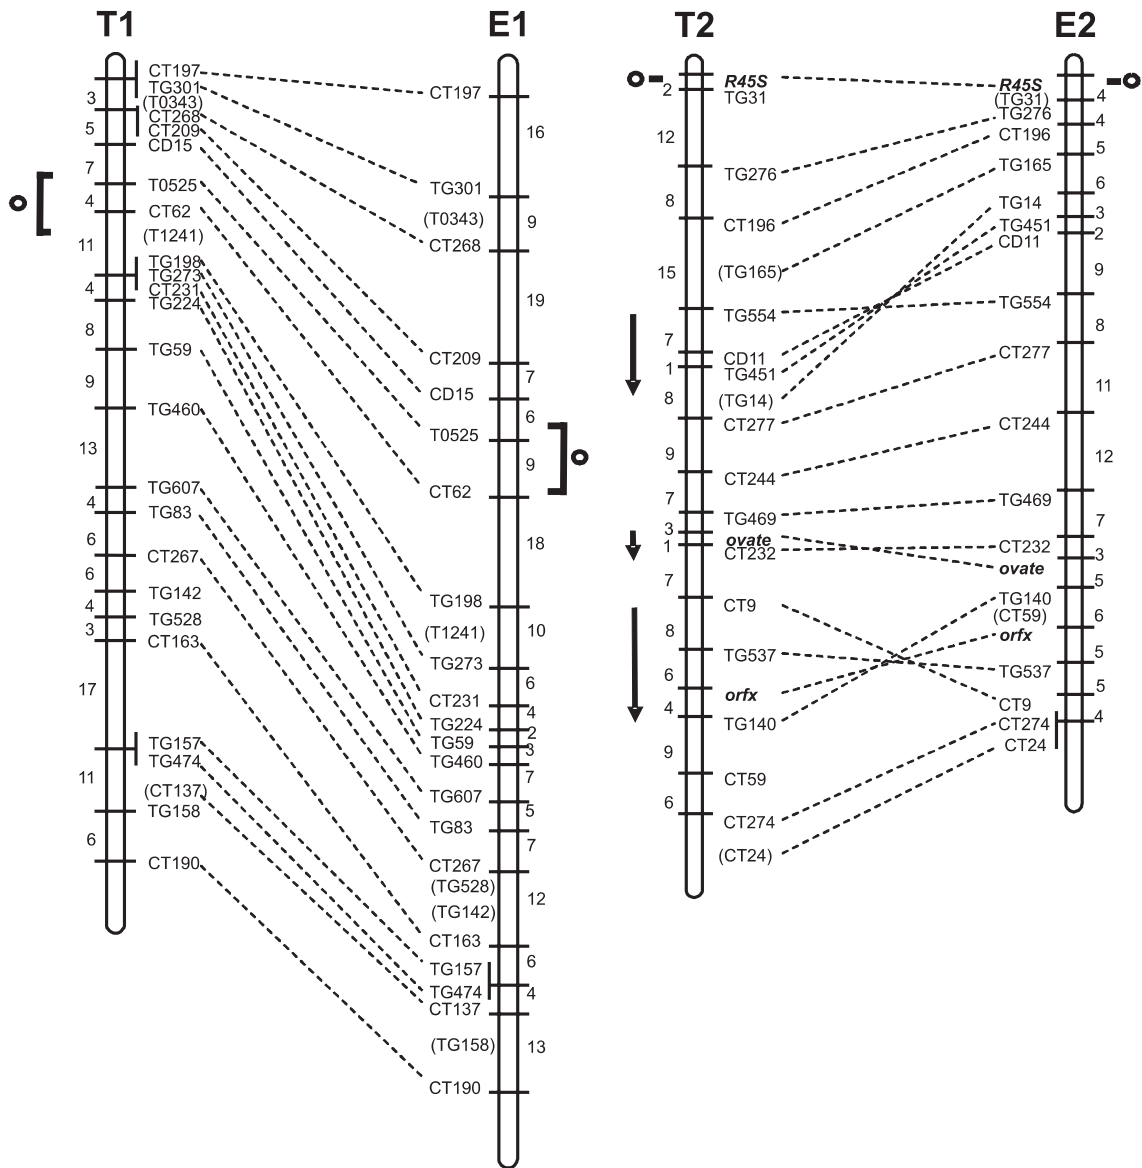 T1
E1
T2
E2
CT197
TG301
3
(T0343)
CT268
5
CT209
CD15
7
T0525
4
CT62
11
(T1241)
TG198
TG273
4
CT231
TG224
8
TG59
9
TG460
13
TG607
4
TG83
6
CT267
6
TG142
4
TG528
3
CT163
17
TG157
TG474
11
(CT137)
TG158
6
CT190
CT197
16
TG301
(T0343)
9
CT268
19
CT209
7
CD15
6
T0525
9
CT62
18
TG198
10
(T1241)
TG273
6
CT231
4
TG224
2
TG59
3
TG460
7
TG607
5
TG83
7
CT267
(TG528)
12
(TG142)
CT163
6
TG157
TG474
4
CT137
(TG158)
13
CT190
R45S
2
TG31
12
TG276
8
CT196
15
(TG165)
TG554
7
CD11
1
TG451
8
(TG14)
CT277
9
CT244
7
TG469
3
ovate
1
CT232
7
CT9
8
TG537
6
orfx
4
TG140
9
CT59
6
CT274
(CT24)
R45S
(TG31)
4
TG276
4
CT196
5
TG165
6
TG14
3
TG451
2
CD11
9
TG554
8
CT277
11
CT244
12
TG469
7
CT232
3
ovate
5
TG140
(CT59)
6
orfx
5
TG537
5
CT9
4
CT274
CT24